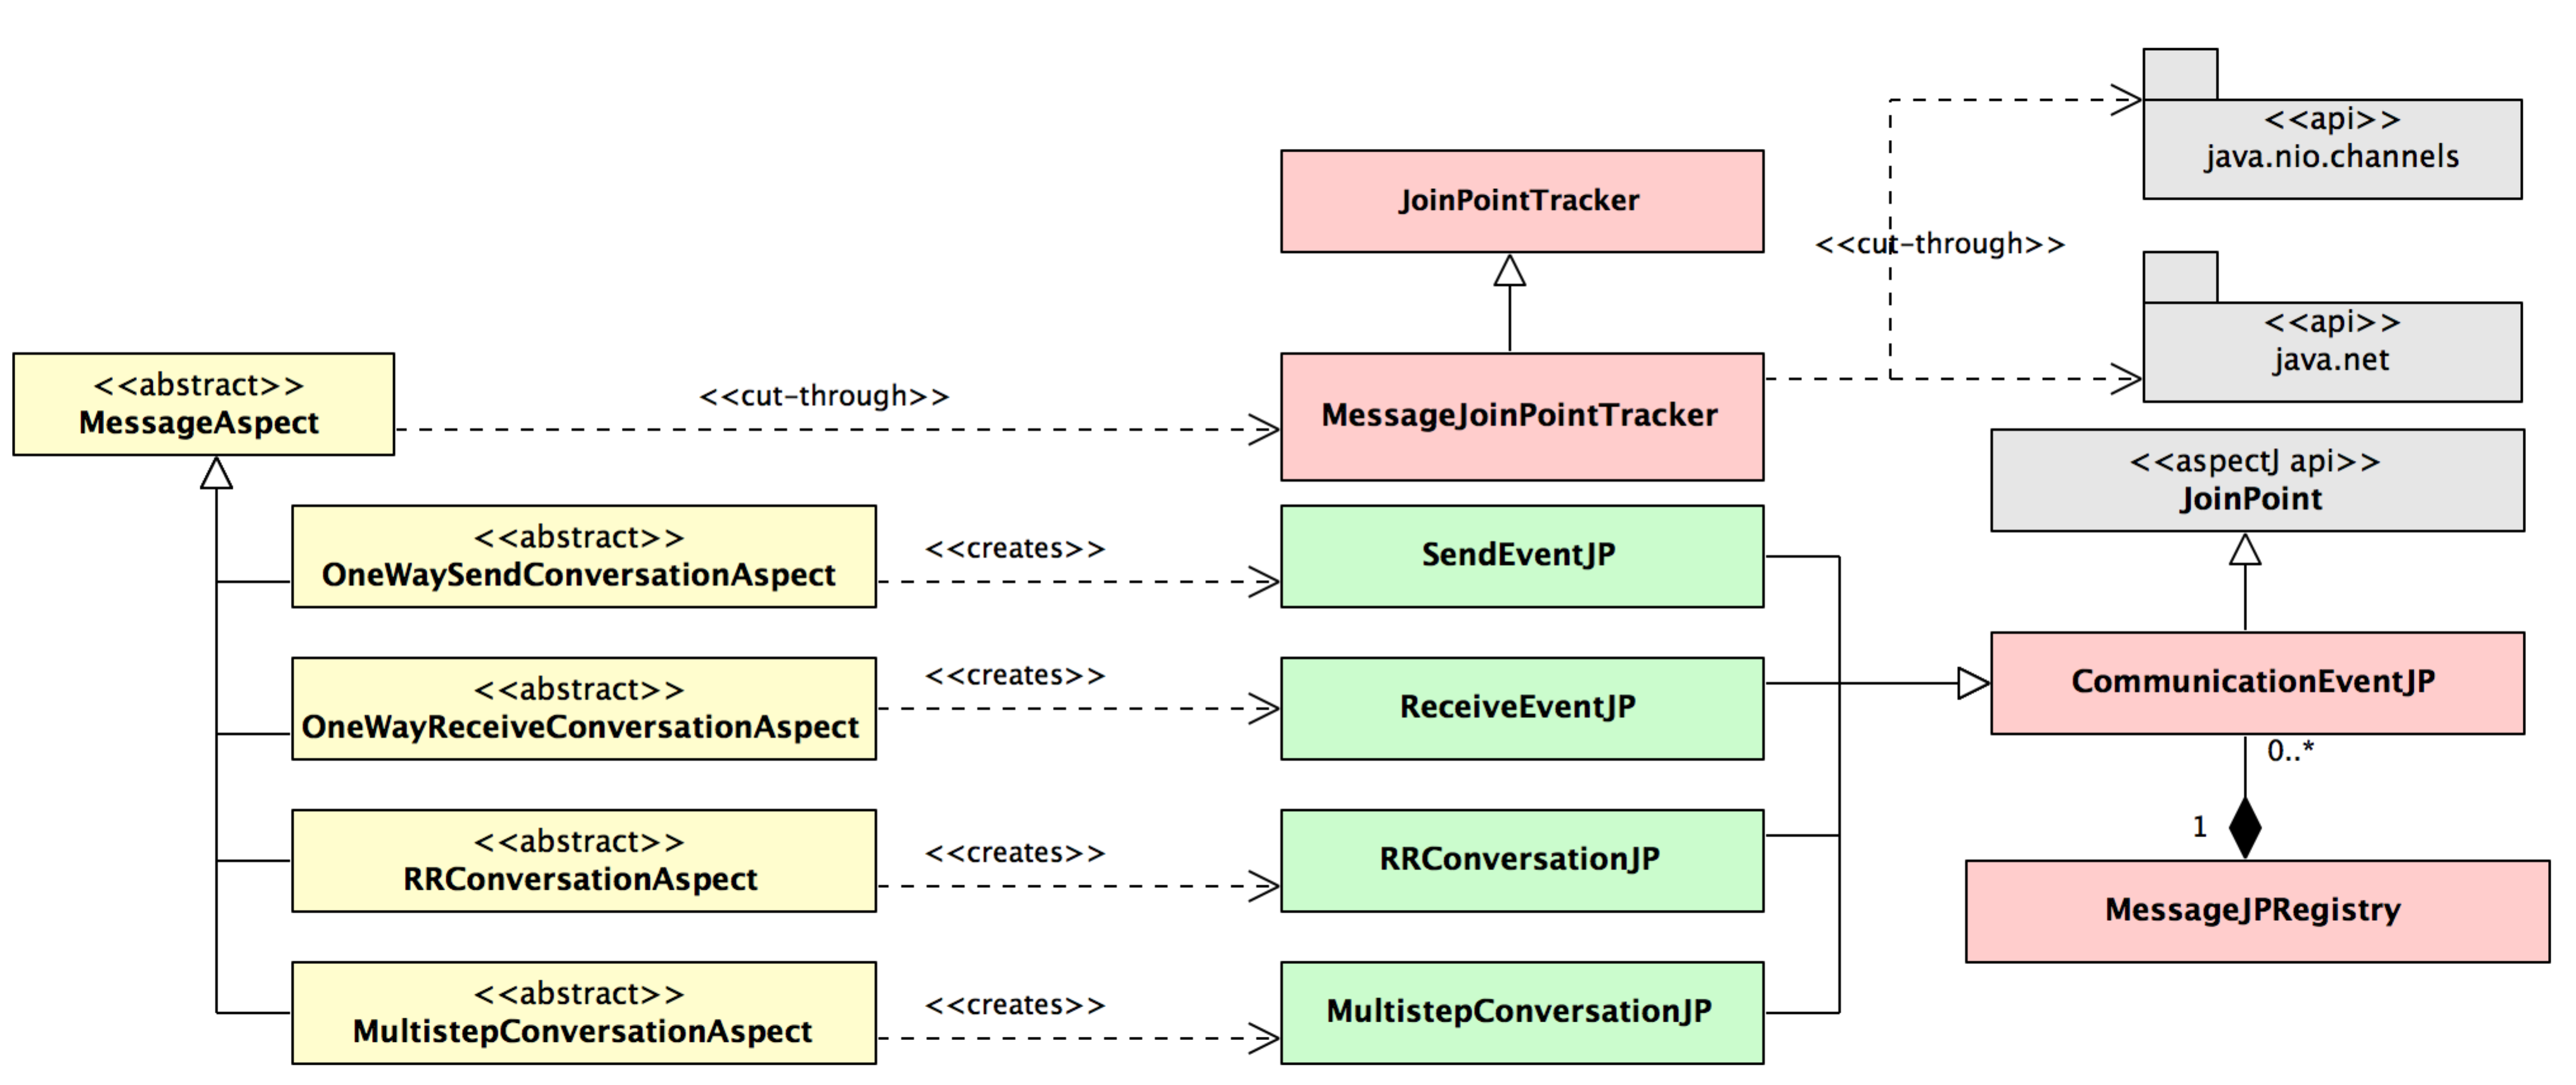 <<api>>
java.nio.channels
JoinPointTracker
<<cut-through>>
<<api>>
java.net
<<abstract>>
MessageAspect
<<cut-through>>
MessageJoinPointTracker
<<aspectJ api>>
JoinPoint
<<abstract>>
OneWaySendConversationAspect
<<creates>>
SendEventJP
<<abstract>>
OneWayReceiveConversationAspect
<<creates>>
ReceiveEventJP
CommunicationEventJP
0..*
1
<<abstract>>
RRConversationAspect
<<creates>>
RRConversationJP
MessageJPRegistry
<<abstract>>
MultistepConversationAspect
<<creates>>
MultistepConversationJP